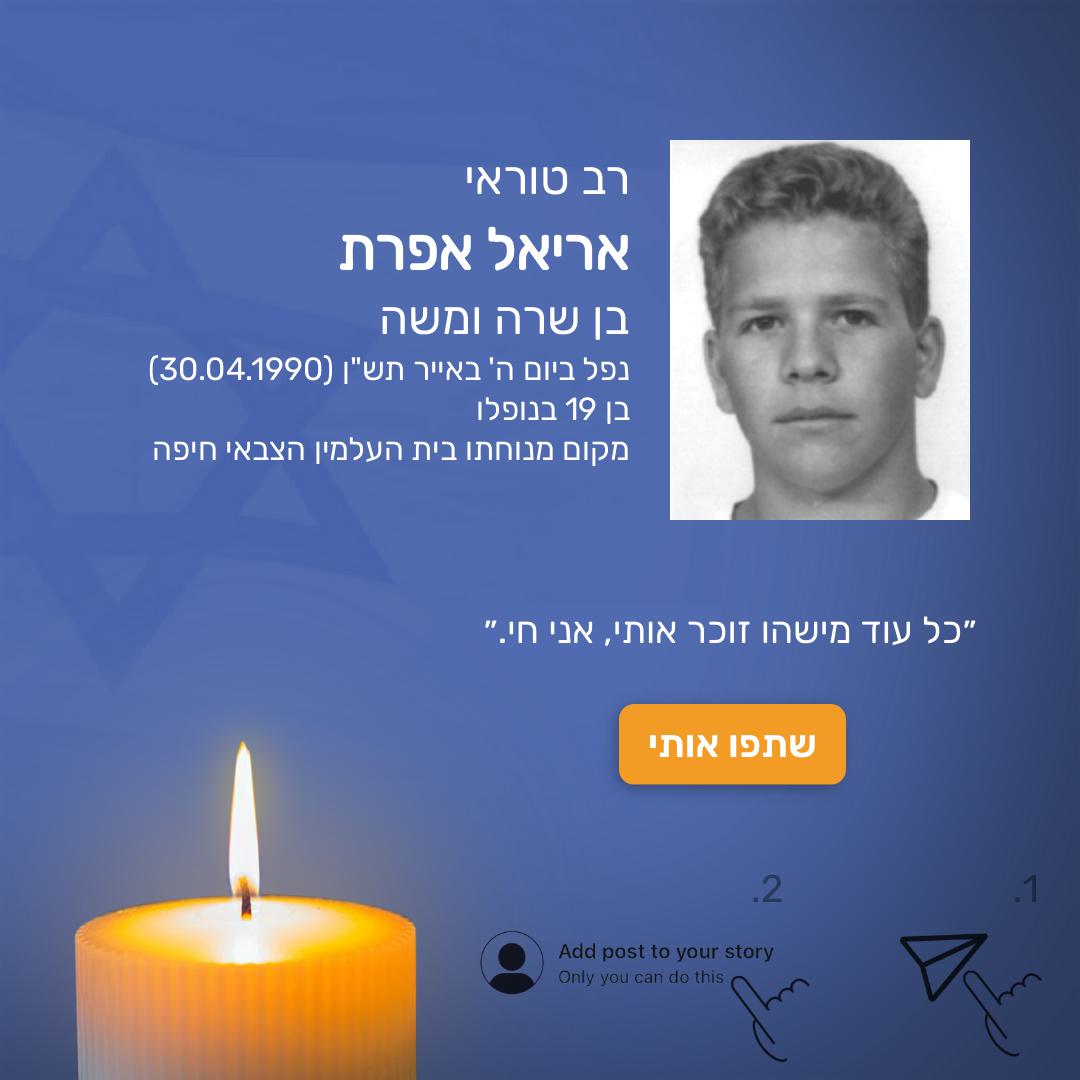 רב טוראי
אריאל אפרת
בן שרה ומשה
נפל ביום ה' באייר תש"ן (30.04.1990)
בן 19 בנופלו
מקום מנוחתו בית העלמין הצבאי חיפה
״כל עוד מישהו זוכר אותי, אני חי.״
שתפו אותי
1.
2.
Add post to your story
Only you can do this